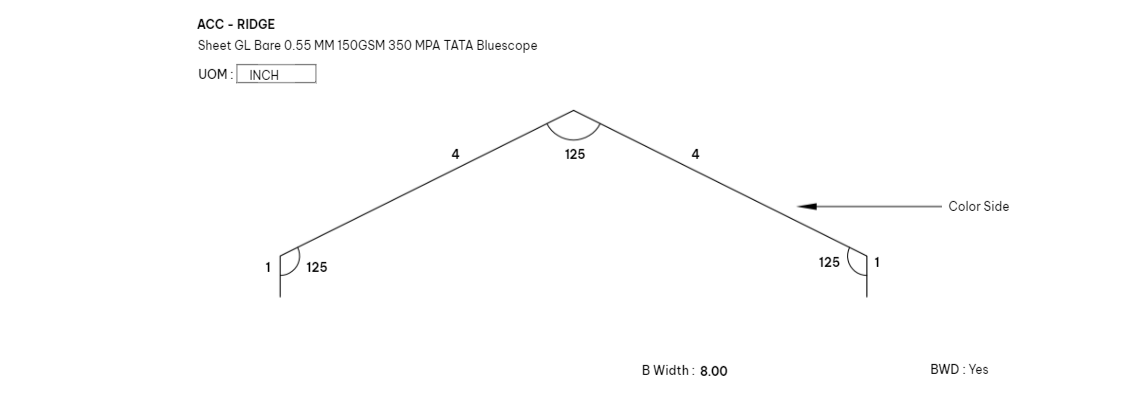 ACC - RIDGE
Sheet GL Bare 0.55 MM 150GSM 350 MPA TATA Bluescope
UOM : INCH
4
125
4
Color Side
1
125
125
1
B Width : 8.00
BWD : Yes